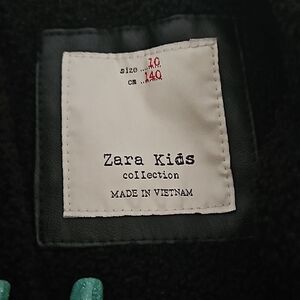 size ...10
cm ...140
Zara Kids
collection
MADE IN VIETNAM